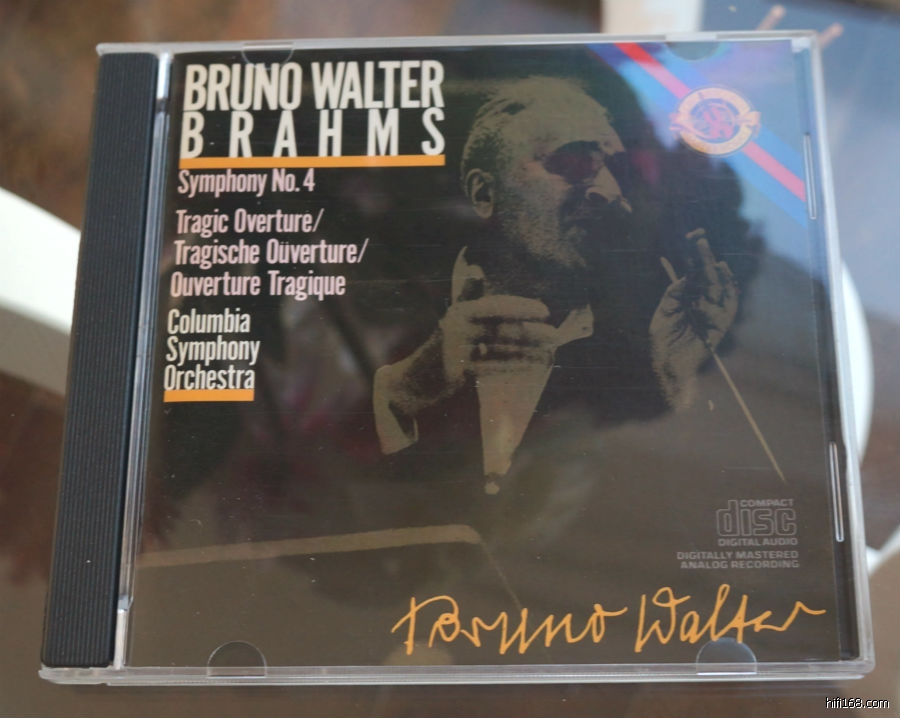 BRUNO WALTER
BRAHMS
Symphony No. 4
Tragic Overture/
Tragische Oüverture/
Ouverture Tragique
Columbia
Symphony
Orchestra
COMPACT
disc
DIGITAL AUDIO
DIGITALLY MASTERED
ANALOG RECORDING
Bruno Walter
hifi168.com